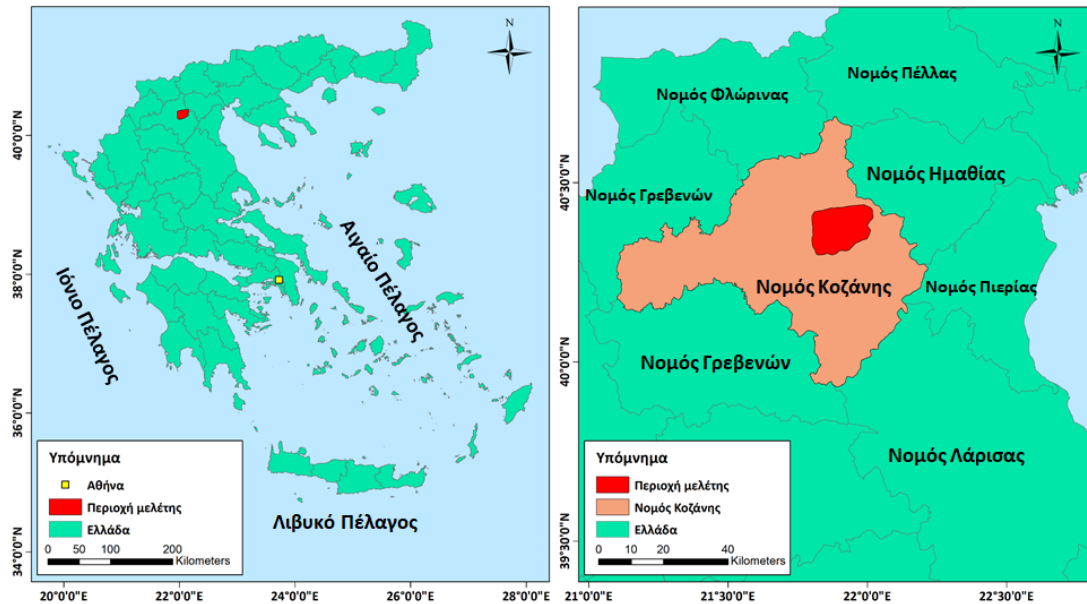 N
40°0'0"N
38°0'0"N
36°0'0"N
34°0'0"N
Ιόνιο Πέλαγος
Αιγαίο Πέλαγος
Λιβυκό Πέλαγος
Υπόμνημα
Αθήνα
Περιοχή μελέτης
Ελλάδα
0 50 100 200
Kilometers
20°0'0"E 22°0'0"E 24°0'0"E 26°0'0"E 28°0'0"E
N
40°30'0"N
40°0'0"N
39°30'0"N
Νομός Πέλλας
Νομός Φλώρινας
Νομός Ημαθίας
Νομός Γρεβενών
Νομός Κοζάνης
Νομός Πιερίας
Νομός Γρεβενών
Νομός Λάρισας
Υπόμνημα
Περιοχή μελέτης
Νομός Κοζάνης
Ελλάδα
0 10 20 40
Kilometers
21°0'0"E 21°30'0"E 22°0'0"E 22°30'0"E